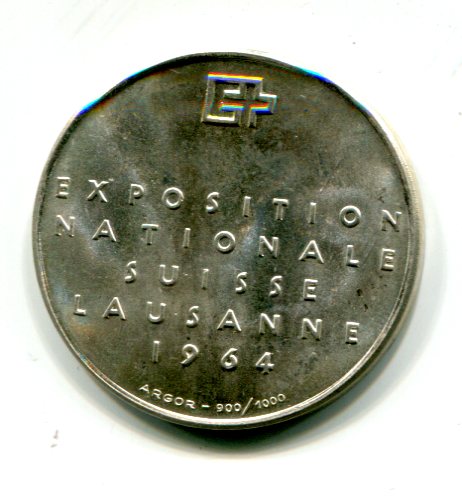 E+
EXPOSITION
NATIONALE
SUISSE
LAUSANNE
1964
ARGOR - 900/1000